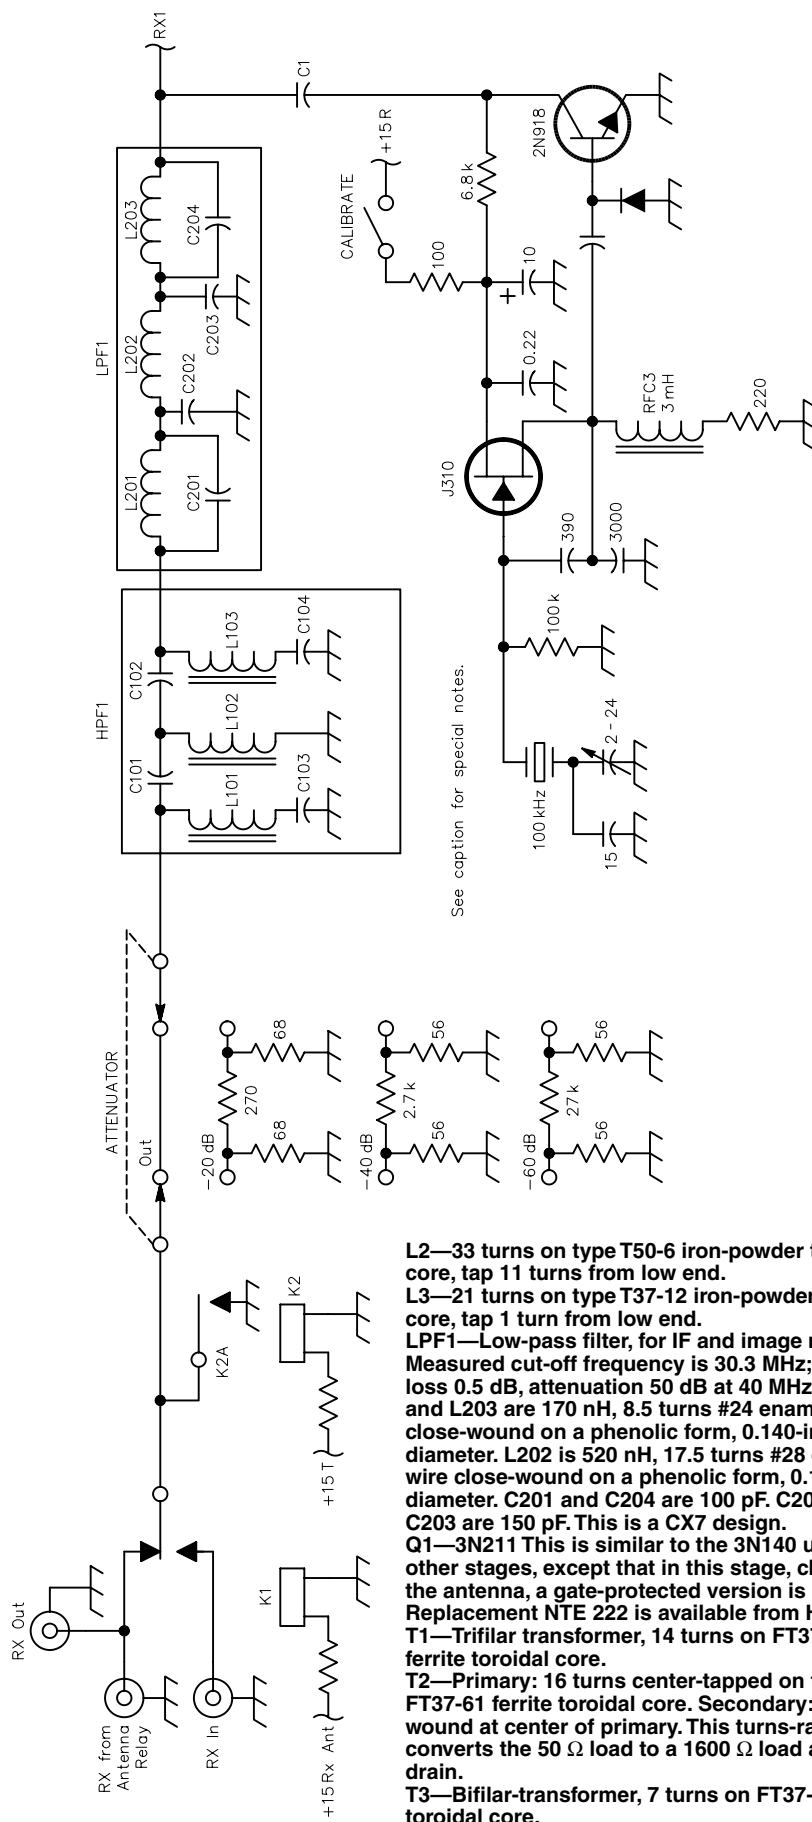 RX Out
RX from
Antenna
Relay
RX In
+15 Rx Ant
K1
+15 T
K2
K2A
ATTENUATOR
Out
−20 dB
270
68
68
−40 dB
2.7 k
56
56
−60 dB
27 k
56
56
HPF1
C101
C102
L101
L102
L103
C103
C104
LPF1
L201
L202
L203
C201
C202
C203
C204
RX1
C1
CALIBRATE
+15 R
100
6.8 k
2N918
+
10
0.22
J310
RFC3
3 mH
220
390
3000
100 k
100 kHz
2 - 24
15
See caption for special notes.
L2—33 turns on type T50-6 iron-powder
core, tap 11 turns from low end.
L3—21 turns on type T37-12 iron-powder
core, tap 1 turn from low end.
LPF1—Low-pass filter, for IF and image
Measured cut-off frequency is 30.3 MHz;
loss 0.5 dB, attenuation 50 dB at 40 MHz
and L203 are 170 nH, 8.5 turns #24 enam
close-wound on a phenolic form, 0.140-in
diameter. L202 is 520 nH, 17.5 turns #28
wire close-wound on a phenolic form, 0.1
diameter. C201 and C204 are 100 pF. C20
C203 are 150 pF. This is a CX7 design.
Q1—3N211 This is similar to the 3N140 u
other stages, except that in this stage, cl
the antenna, a gate-protected version is
Replacement NTE 222 is available from H
T1—Trifilar transformer, 14 turns on FT37
ferrite toroidal core.
T2—Primary: 16 turns center-tapped on
FT37-61 ferrite toroidal core. Secondary:
wound at center of primary. This turns-ra
converts the 50 Ω load to a 1600 Ω load a
drain.
T3—Bifilar-transformer, 7 turns on FT37-
toroidal core.